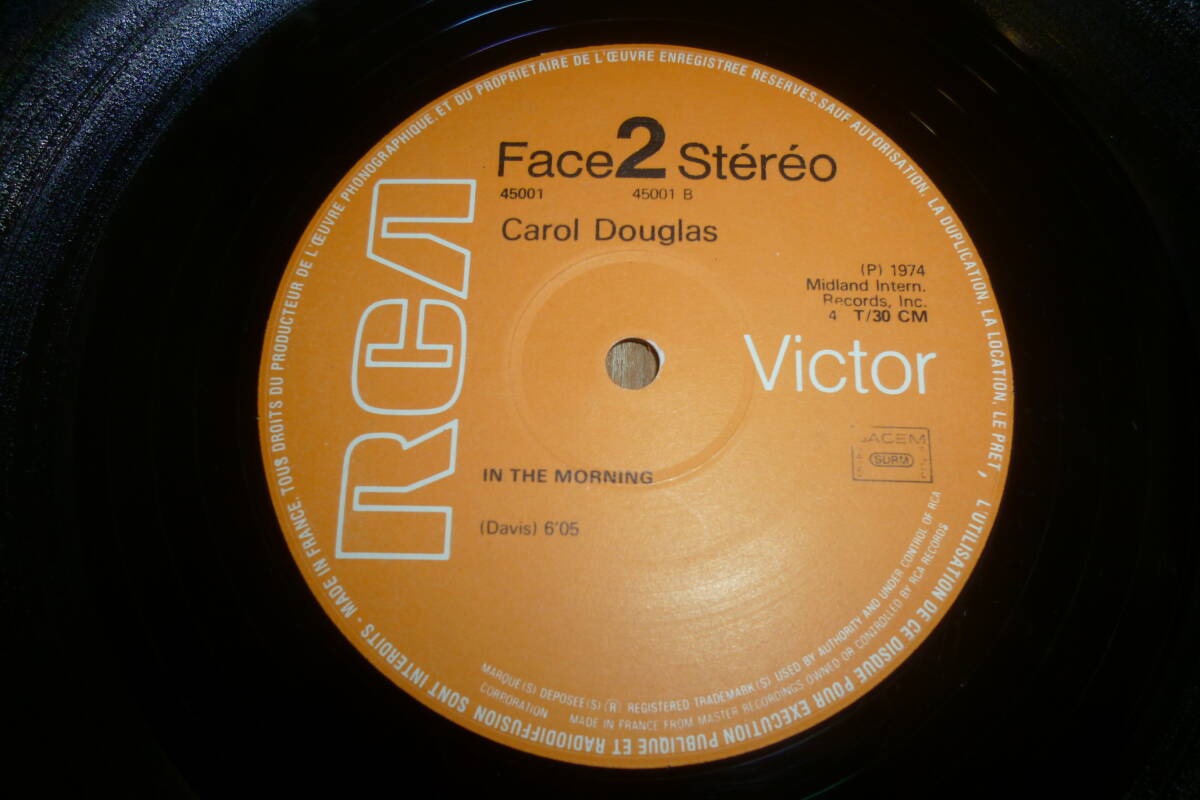 Face 2 Stéréo
45001 45001 B
Carol Douglas
(P) 1974
Midland Intern.
Records, Inc.
4 T/30 CM
RCA
Victor
SACEM
SDRM
IN THE MORNING
(Davis) 6'05
MARQUE(S) DEPOSEE(S) (R) REGISTERED TRADEMARK(S) USED BY AUTHORITY AND UNDER CONTROL OF RCA
CORPORATION MADE IN FRANCE FROM MASTER RECORDINGS OWNED OR CONTROLLED BY RCA RECORDS
MADE IN FRANCE. TOUS DROITS DU PRODUCTEUR DE L'ŒUVRE PHONOGRAPHIQUE. ET DU PROPRIETAIRE DE L'ŒUVRE ENREGISTREE RESERVES. SAUF AUTORISATION, LA DUPLICATION, LA LOCATION, LE PRET, L'UTILISATION DE CE DISQUE POUR EXECUTION PUBLIQUE ET RADIODIFFUSION SONT INTERDITS -